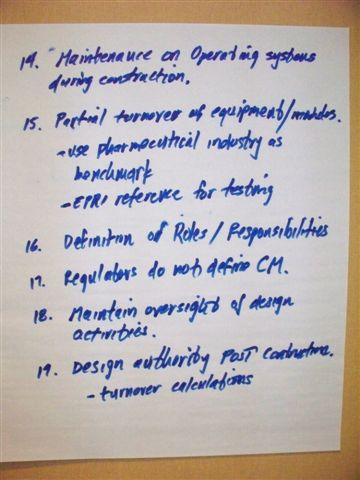 14. Maintenance on Operating systems
during construction.
15. Partial turnover of equipment/modules.
-use pharmaceutical industry as
benchmark
-EPRI reference for testing
16. Definition of Roles / Responsibilities
17. Regulators do not define CM.
18. Maintain oversight of design
activities.
19. Design authority Post Contruction.
-turnover calculations